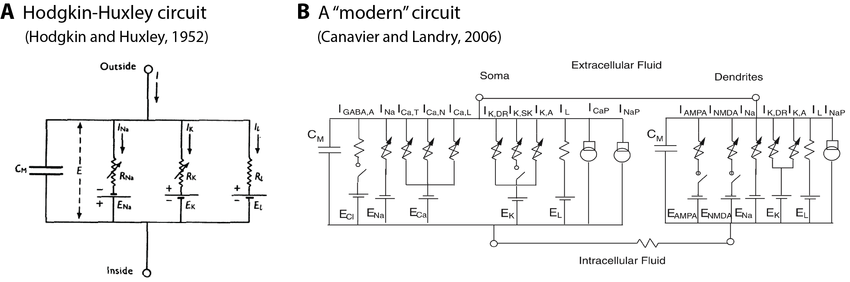 A Hodgkin-Huxley circuit
(Hodgkin and Huxley, 1952)
Outside
I
INa IK IL
E
CM RNa RK RL
− + + +
+ − − −
ENa EK EL
Inside
B A “modern” circuit
(Canavier and Landry, 2006)
Extracellular Fluid
Soma Dendrites
IGABA,A INa ICa,T ICa,N ICa,L IK,DR IK,SK IK,A IL ICaP INaP
CM
ECl ENa ECa EK EL
IAMPA INMDA INa IK,DR IK,A IL INaP
CM
EAMPA ENMDA ENa EK EL
Intracellular Fluid